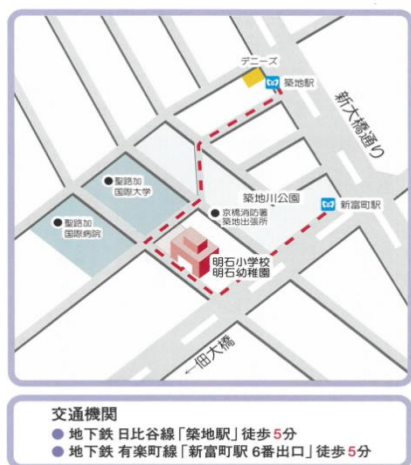 デニーズ
築地駅
新大橋通り
聖路加
国際大学
築地川公園
新富町駅
京橋消防署
築地出張所
聖路加
国際病院
明石小学校
明石幼稚園
←佃大橋
交通機関
● 地下鉄 日比谷線「築地駅」徒歩5分
● 地下鉄 有楽町線「新富町駅 6番出口」徒歩5分